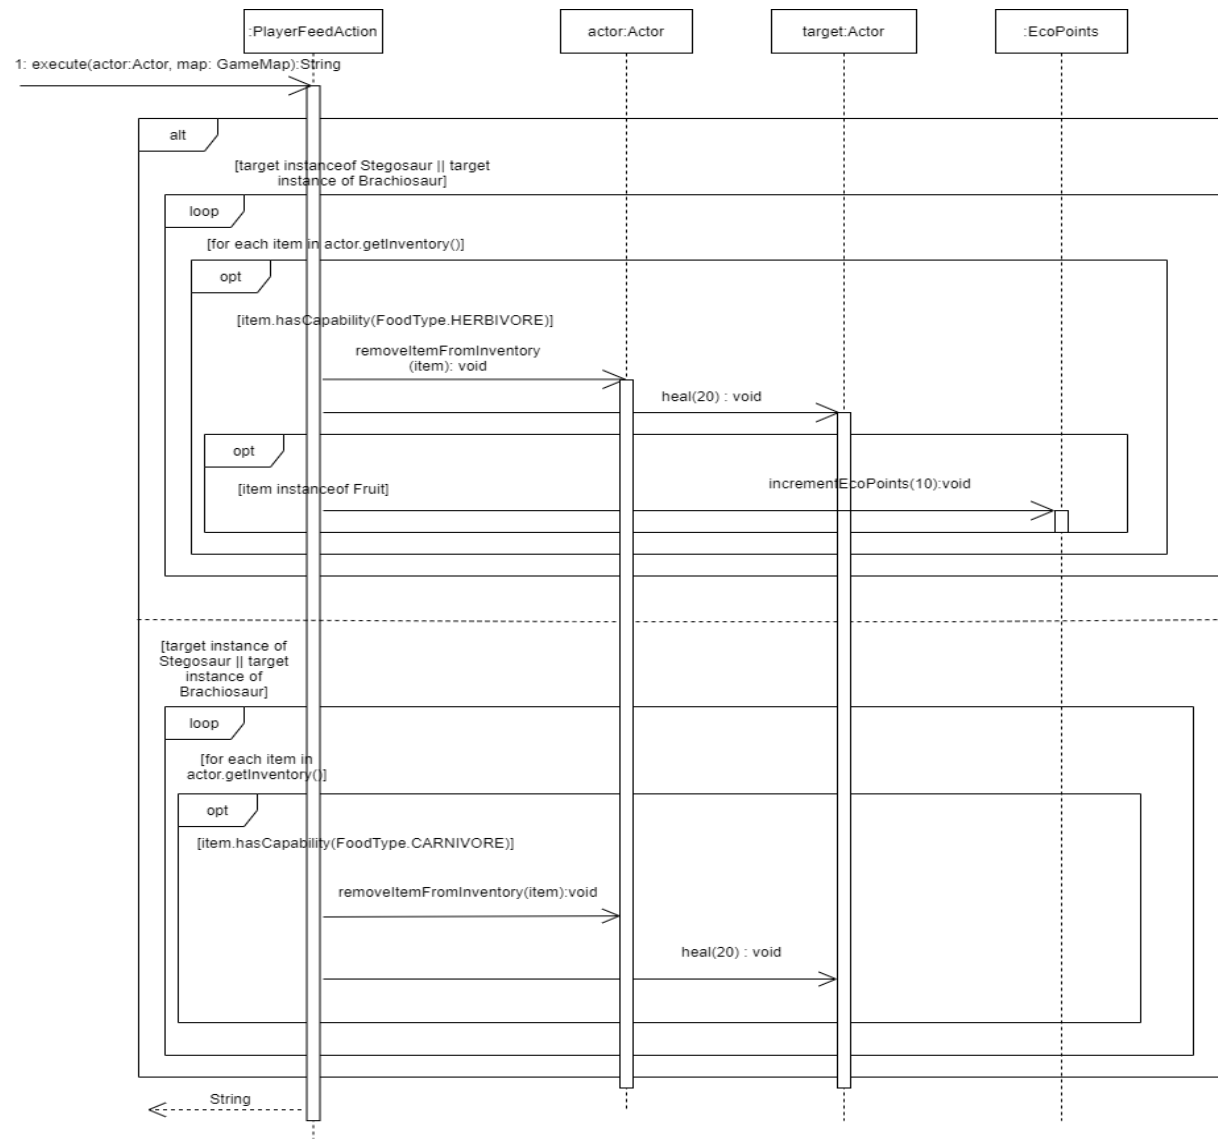 :PlayerFeedAction
actor:Actor
target:Actor
:EcoPoints
1: execute(actor:Actor, map: GameMap):String
alt
[target instanceof Stegosaur || target
instance of Brachiosaur]
loop
[for each item in actor.getInventory()]
opt
[item.hasCapability(FoodType.HERBIVORE)]
removeItemFromInventory
(item): void
heal(20) : void
opt
[item instanceof Fruit]
incrementEcoPoints(10):void
[target instance of
Stegosaur || target
instance of
Brachiosaur]
loop
[for each item in
actor.getInventory()]
opt
[item.hasCapability(FoodType.CARNIVORE)]
removeItemFromInventory(item):void
heal(20) : void
String